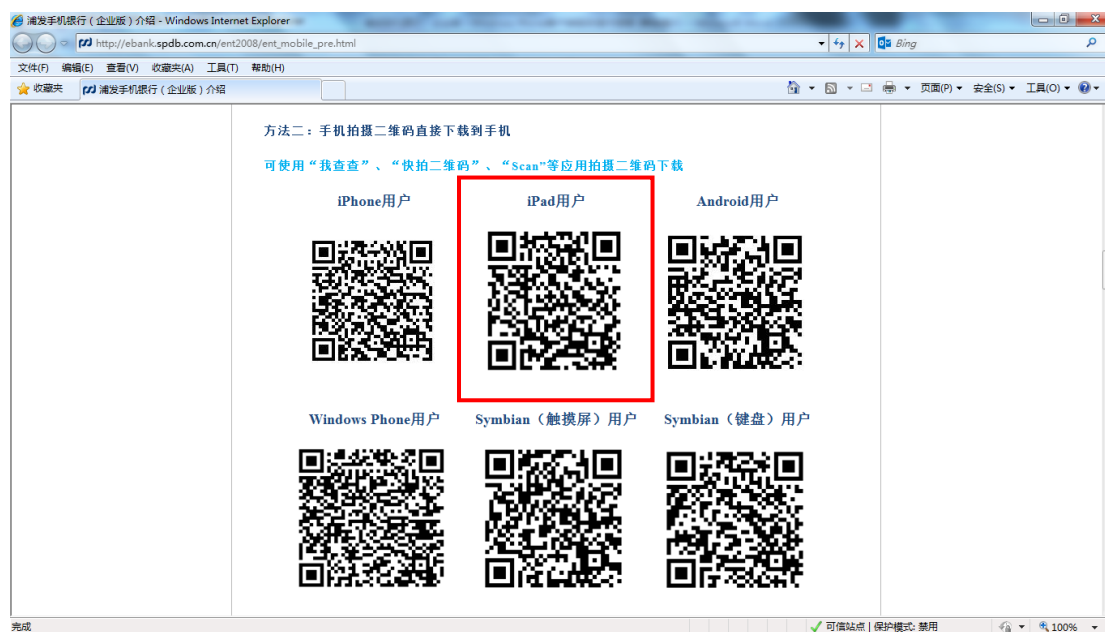 浦发手机银行（企业版）介绍 - Windows Internet Explorer
http://ebank.spdb.com.cn/ent2008/ent_mobile_pre.html
Bing
文件(F) 编辑(E) 查看(V) 收藏夹(A) 工具(T) 帮助(H)
收藏夹 浦发手机银行（企业版）介绍 页面(P) 安全(S) 工具(O)
方法二：手机拍摄二维码直接下载到手机
可使用“我查查”、“快拍二维码”、“Scan"等应用拍摄二维码下载
iPhone用户 iPad用户 Android用户
Windows Phone用户 Symbian（触摸屏）用户 Symbian（键盘）用户
完成 可信站点 | 保护模式: 禁用 100%